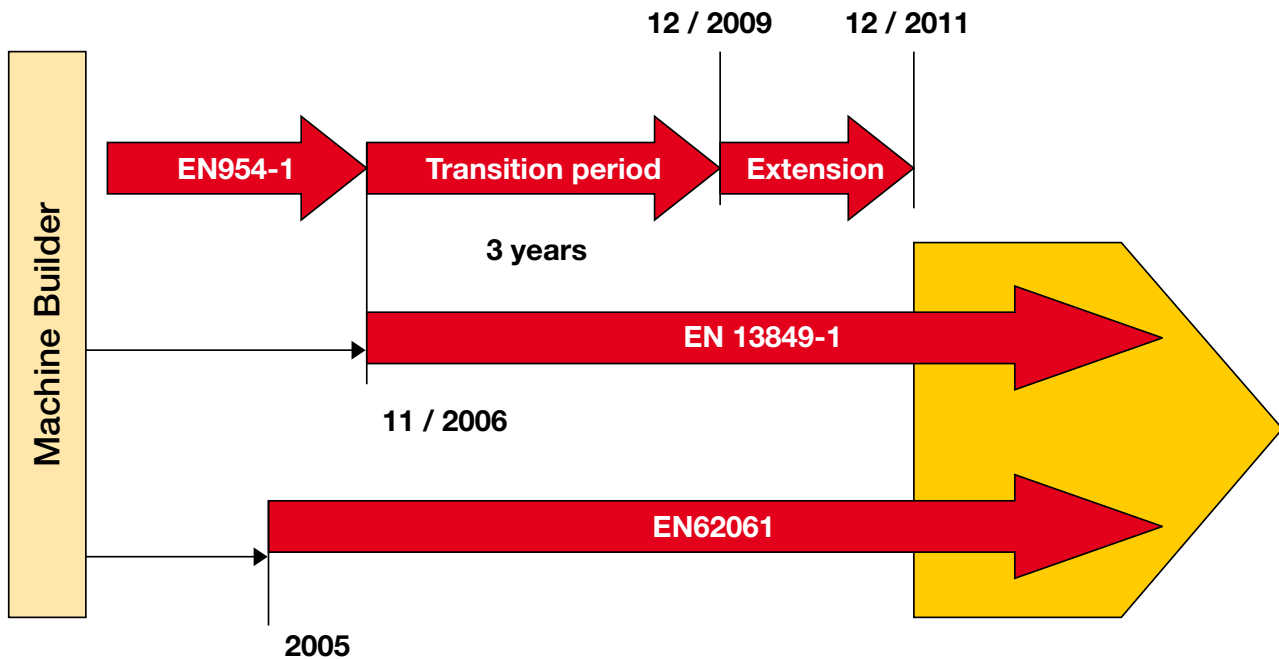 12 / 2009
12 / 2011
Machine Builder
EN954-1
Transition period
Extension
3 years
EN 13849-1
11 / 2006
EN62061
2005